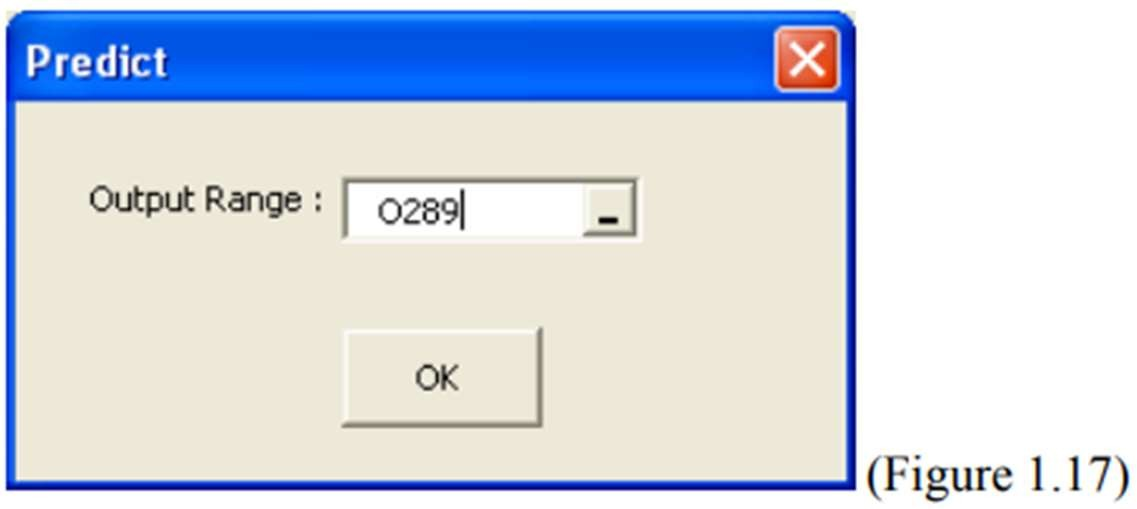 Predict
Output Range : O289
OK
(Figure 1.17)